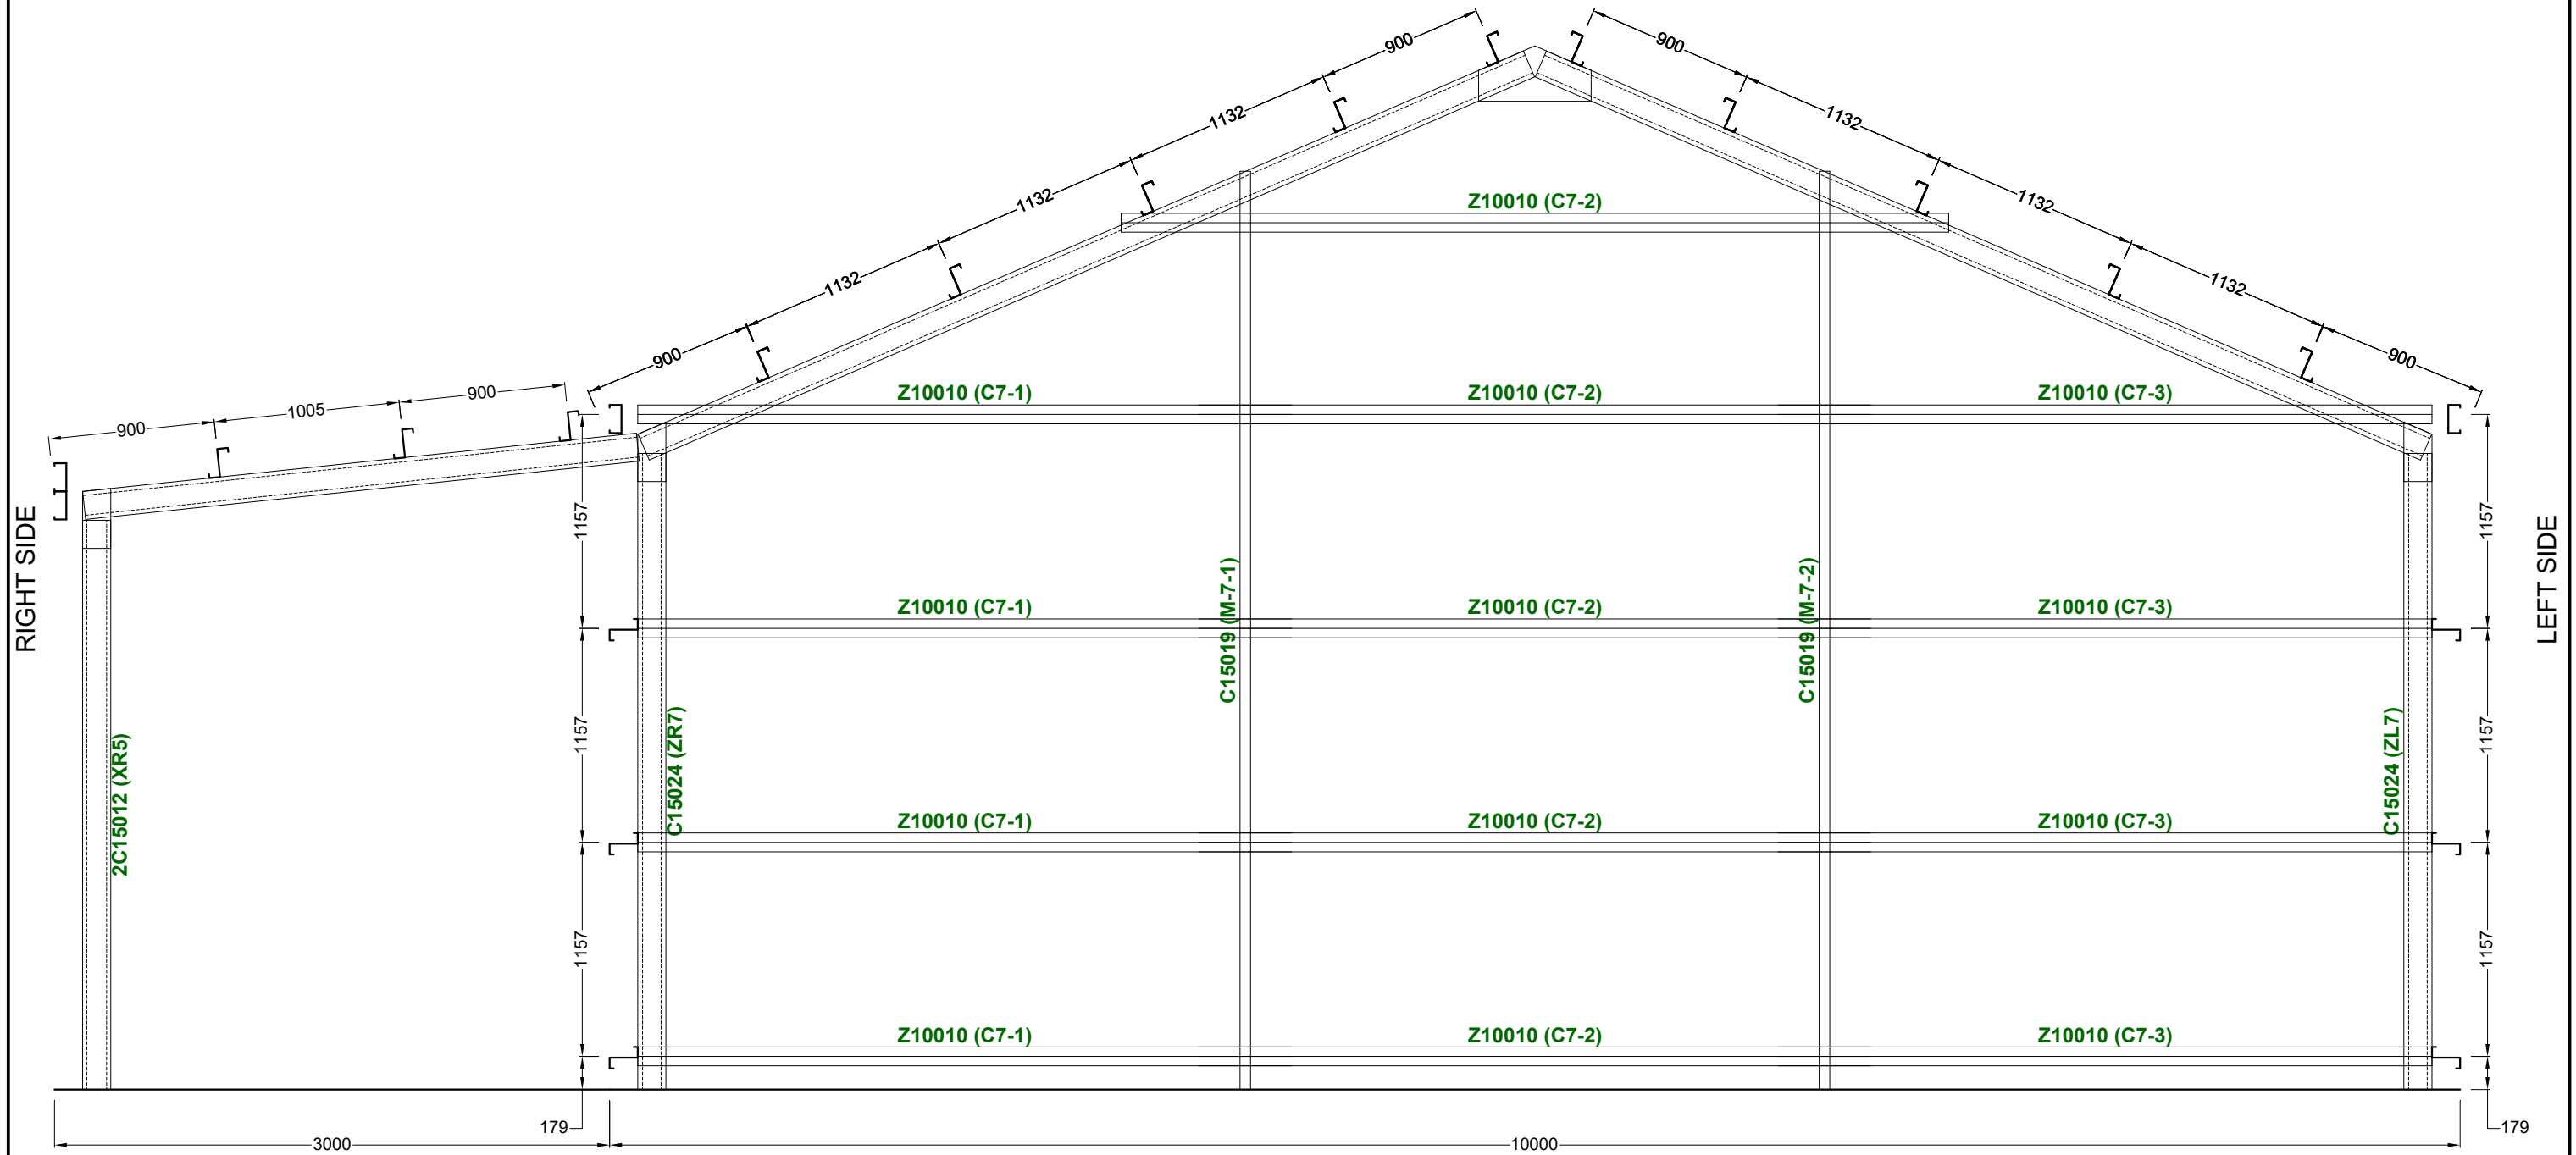 900
900
1132
1132
1132
1132
Z10010 (C7-2)
1132
1132
900
900
900
1005
900
Z10010 (C7-1)
Z10010 (C7-2)
Z10010 (C7-3)
RIGHT SIDE
1157
1157
LEFT SIDE
Z10010 (C7-1)
Z10010 (C7-2)
Z10010 (C7-3)
C15019 (M-7-1)
C15019 (M-7-2)
2C15012 (XR5)
1157
C15024 (ZR7)
C15024 (ZL7)
1157
Z10010 (C7-1)
Z10010 (C7-2)
Z10010 (C7-3)
1157
1157
Z10010 (C7-1)
Z10010 (C7-2)
Z10010 (C7-3)
179
179
3000
10000